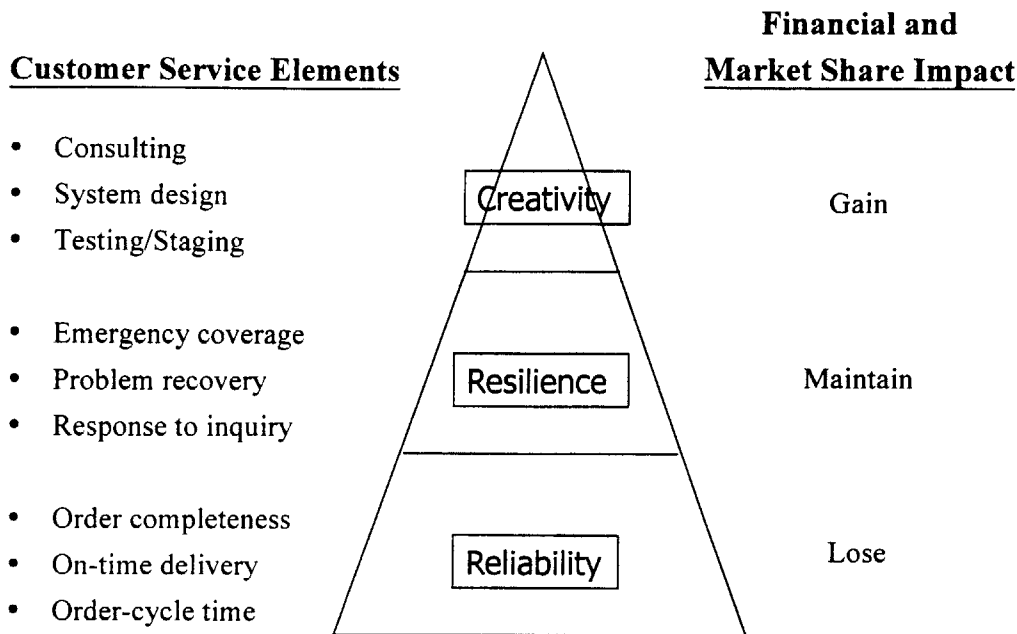 Financial and
Customer Service Elements
Market Share Impact
• Consulting
• System design
• Testing/Staging
Creativity
Gain
• Emergency coverage
• Problem recovery
• Response to inquiry
Resilience
Maintain
• Order completeness
• On-time delivery
• Order-cycle time
Reliability
Lose